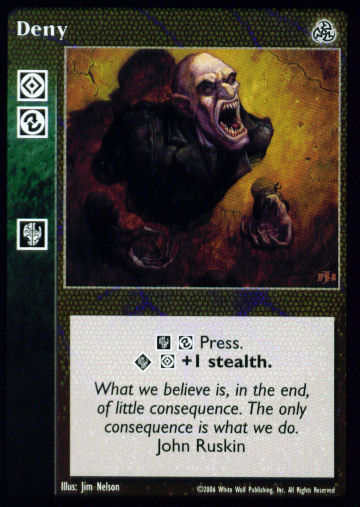 Deny
Press.
+1 stealth.
What we believe is, in the end,
of little consequence. The only
consequence is what we do.
John Ruskin
Illus: Jim Nelson
©2006 White Wolf Publishing, Inc. All Rights Reserved